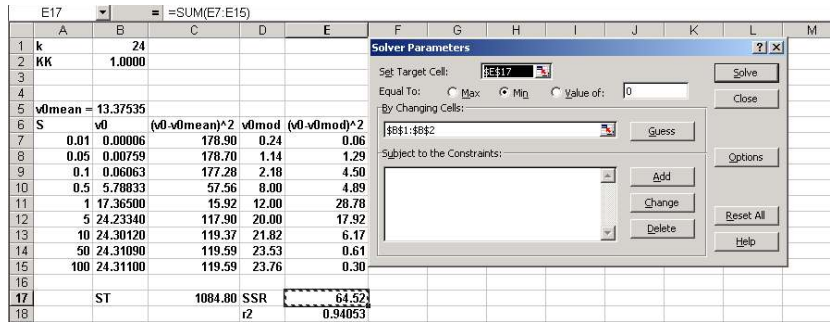 E17 = =SUM(E7:E15)
A B C D E F G H I J K L M
1 k 24
2 KK 1.0000
3
4
5 v0mean = 13.37535
6 S v0 (v0-v0mean)^2 v0mod (v0-v0mod)^2
7 0.01 0.00006 178.90 0.24 0.06
8 0.05 0.00759 178.70 1.14 1.29
9 0.1 0.06063 177.28 2.18 4.50
10 0.5 5.78833 57.56 8.00 4.89
11 1 17.36500 15.92 12.00 28.78
12 5 24.23340 117.90 20.00 17.92
13 10 24.30120 119.37 21.82 6.17
14 50 24.31090 119.59 23.53 0.61
15 100 24.31100 119.59 23.76 0.30
16
17 ST 1084.80 SSR 64.52
18 r2 0.94053
Solver Parameters ? X
Set Target Cell: $E$17 Solve
Equal To: Max Min Value of: 0 Close
By Changing Cells:
$B$1:$B$2 Guess
Subject to the Constraints: Options
Add
Change
Delete
Reset All
Help